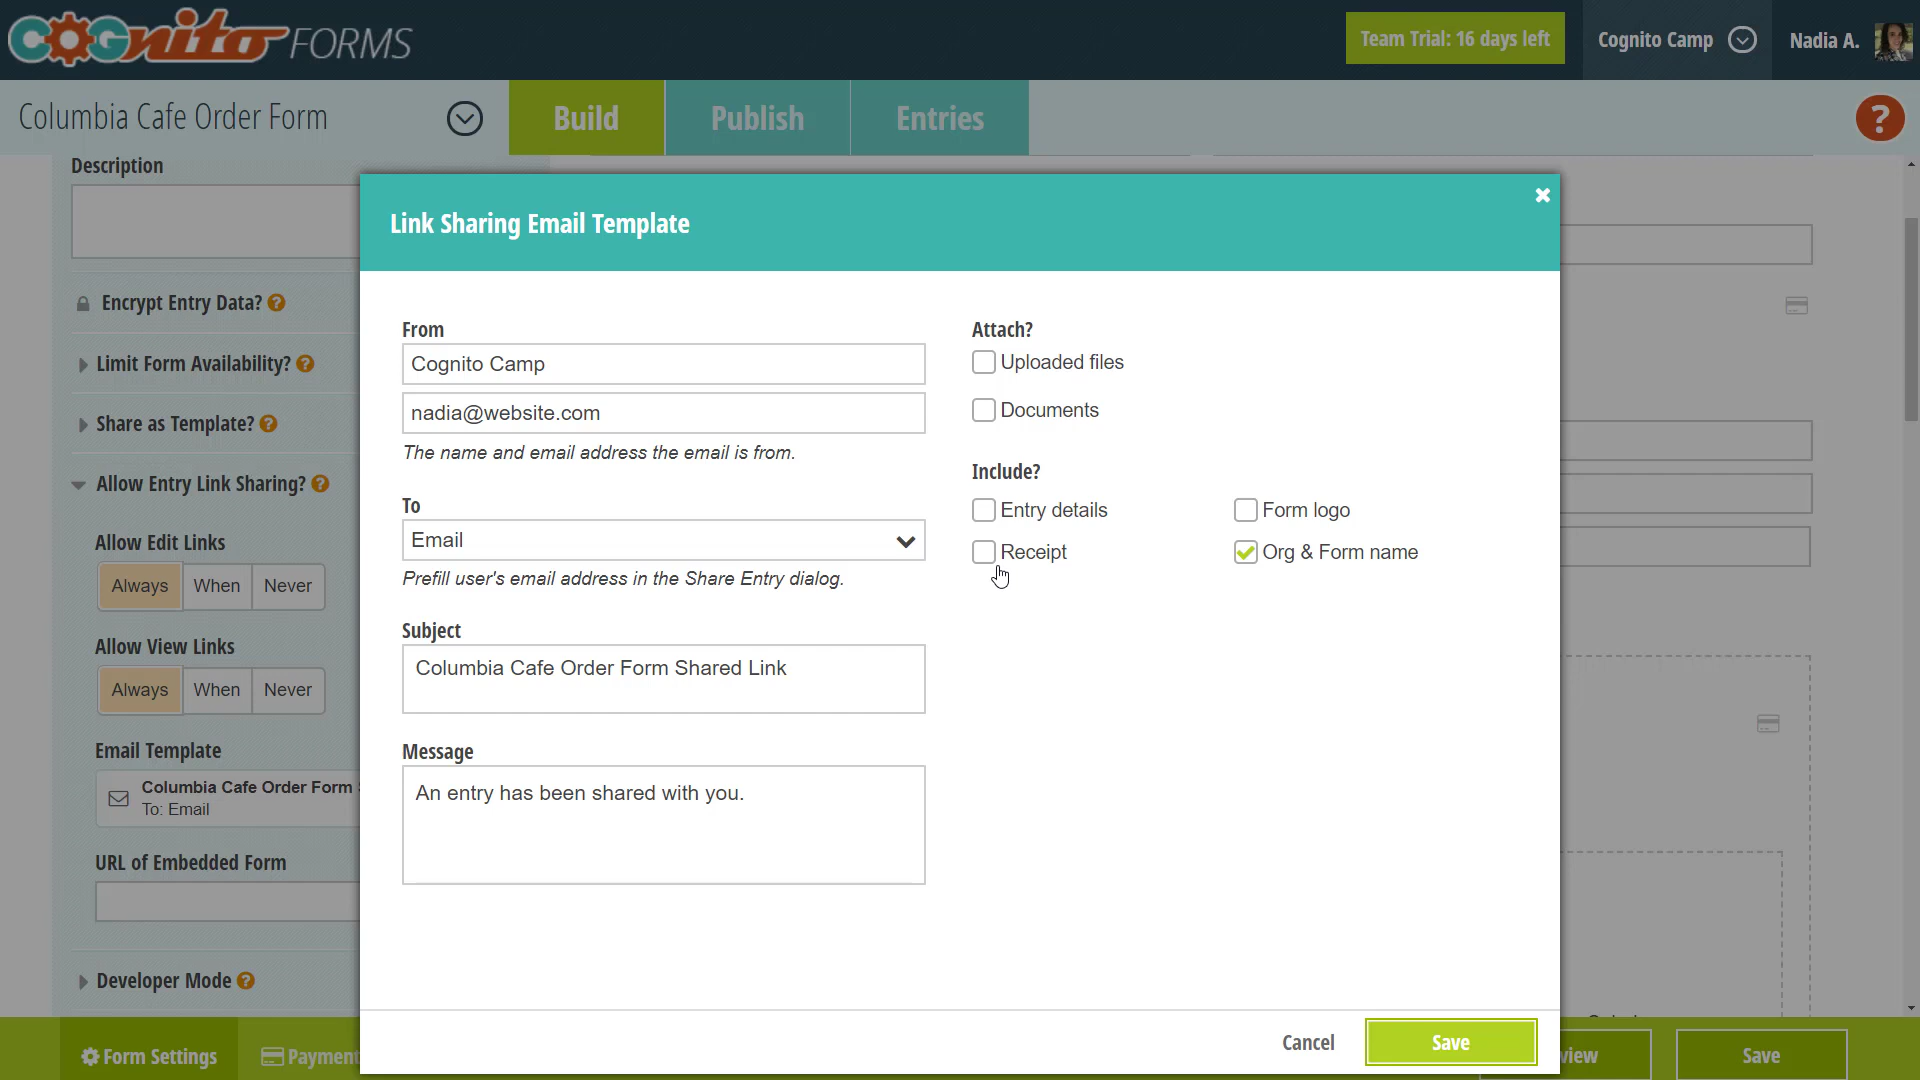 COGnito FORMS
Team Trial: 16 days left
Cognito Camp
Nadia A.
Columbia Cafe Order Form
Build
Publish
Entries
?
Description
Encrypt Entry Data? ?
Limit Form Availability? ?
Share as Template? ?
Allow Entry Link Sharing? ?
Allow Edit Links
Always When Never
Allow View Links
Always When Never
Email Template
Columbia Cafe Order Form
To: Email
URL of Embedded Form
Developer Mode ?
Form Settings
Payment
Link Sharing Email Template
From
Cognito Camp
nadia@website.com
The name and email address the email is from.
To
Email
Prefill user's email address in the Share Entry dialog.
Subject
Columbia Cafe Order Form Shared Link
Message
An entry has been shared with you.
Attach?
Uploaded files
Documents
Include?
Entry details
Form logo
Receipt
Org & Form name
Cancel
Save
view
Save